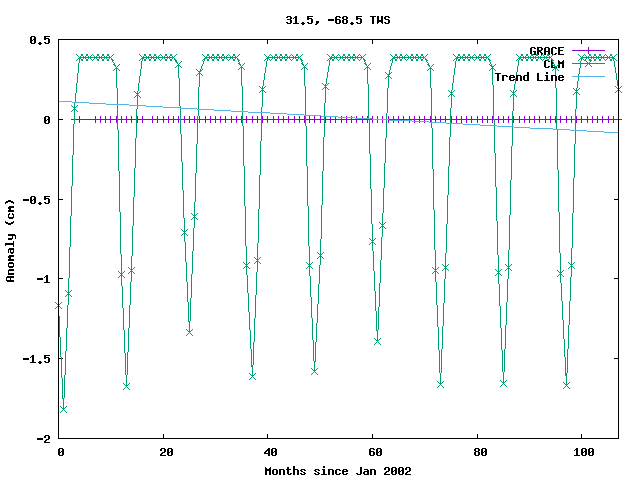 31.5, -68.5 TWS
GRACE
CLM
Trend Line
0.5
0
-0.5
-1
-1.5
-2
Anomaly (cm)
0 20 40 60 80 100
Months since Jan 2002